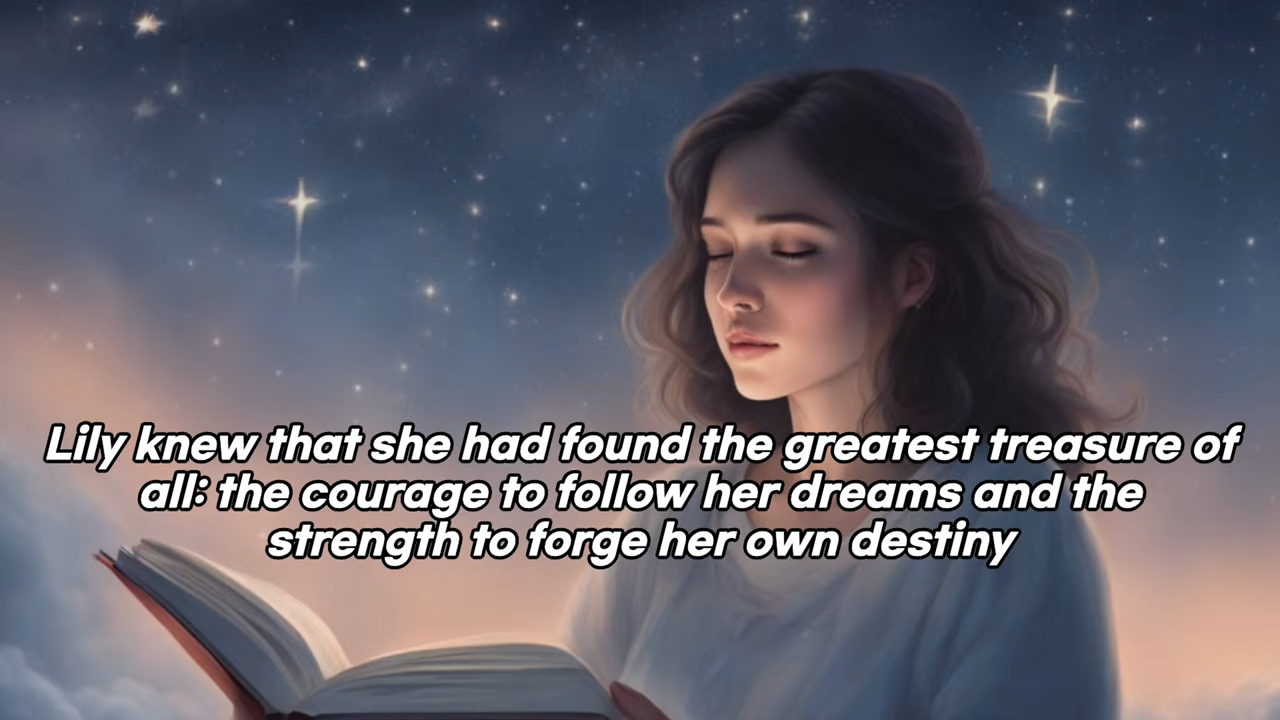 Lily knew that she had found the greatest treasure of
all: the courage to follow her dreams and the
strength to forge her own destiny